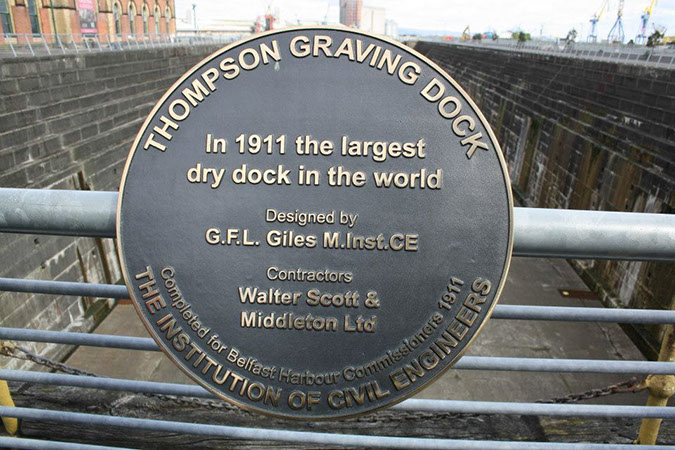 THOMPSON GRAVING DOCK
In 1911 the largest
dry dock in the world
Designed by
G.F.L. Giles M.Inst.CE
Contractors
Walter Scott &
Middleton Ltd
Completed for Belfast Harbour Commissioners 1911
THE INSTITUTION OF CIVIL ENGINEERS